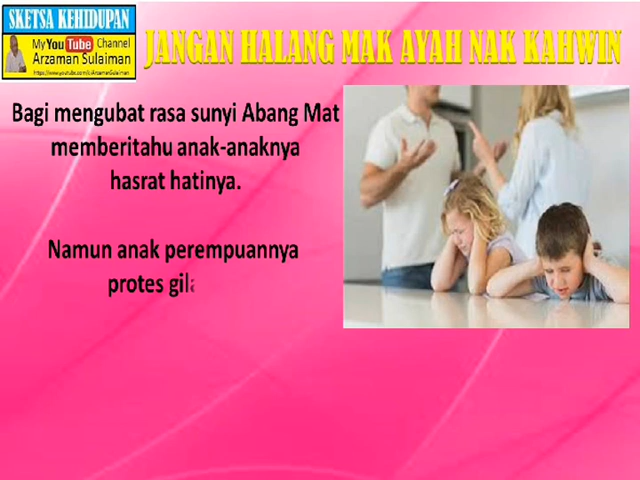 SKETSA KEHIDUPAN
My YouTube Channel
Arzaman Sulaiman
JANGAN HALANG MAK AYAH NAK KAHWIN
Bagi mengubat rasa sunyi Abang Mat
memberitahu anak-anaknya
hasrat hatinya.
Namun anak perempuannya
protes gila